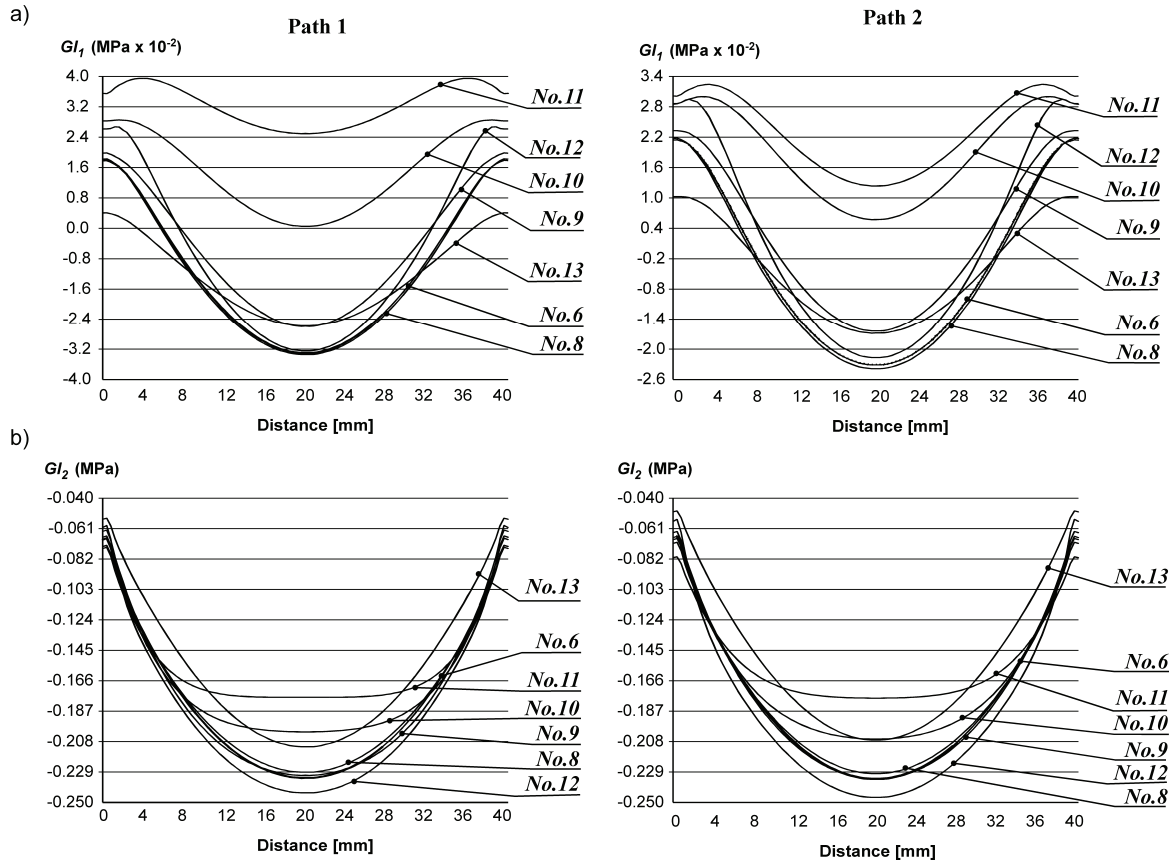 a)
Path 1
GI1 (MPa x 10-2)
4.0
3.2
2.4
1.6
0.8
0.0
-0.8
-1.6
-2.4
-3.2
-4.0
0 4 8 12 16 20 24 28 32 36 40
Distance [mm]
No.11
No.12
No.10
No.9
No.13
No.6
No.8
Path 2
GI1 (MPa x 10-2)
3.4
2.8
2.2
1.6
1.0
0.4
-0.2
-0.8
-1.4
-2.0
-2.6
0 4 8 12 16 20 24 28 32 36 40
Distance [mm]
No.11
No.12
No.10
No.9
No.13
No.6
No.8
b)
GI2 (MPa)
-0.040
-0.061
-0.082
-0.103
-0.124
-0.145
-0.166
-0.187
-0.208
-0.229
-0.250
0 4 8 12 16 20 24 28 32 36 40
Distance [mm]
No.13
No.6
No.11
No.10
No.9
No.8
No.12
GI2 (MPa)
-0.040
-0.061
-0.082
-0.103
-0.124
-0.145
-0.166
-0.187
-0.208
-0.229
-0.250
0 4 8 12 16 20 24 28 32 36 40
Distance [mm]
No.13
No.6
No.11
No.10
No.9
No.12
No.8